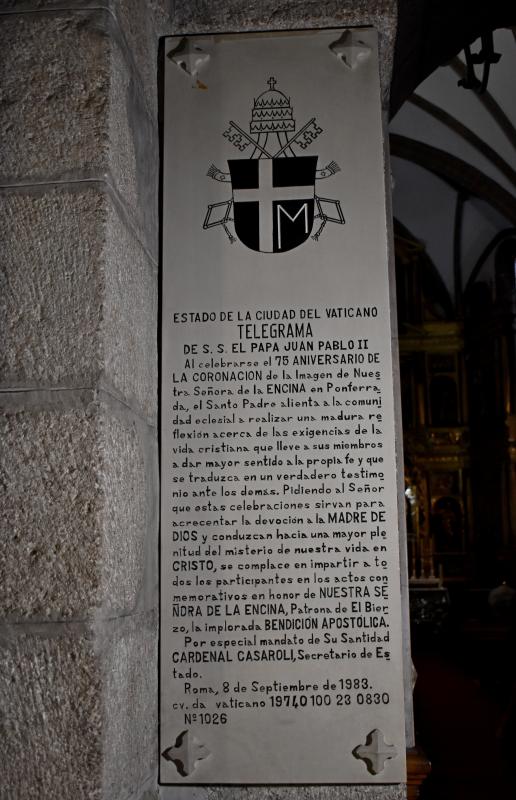 M
ESTADO DE LA CIUDAD DEL VATICANO
TELEGRAMA
DE S. S. EL PAPA JUAN PABLO II
Al celebrarse el 75 ANIVERSARIO DE
LA CORONACION de la Imagen de Nues
tra Señora de la ENCINA en Ponferra
da, el Santo Padre alienta a la comuni
dad eclesial a realizar una madura re
flexión acerca de las exigencias de la
vida cristiana que lleve a sus miembros
a dar mayor sentido a la propia fe y que
se traduzca en un verdadero testimo
nio ante los demas. Pidiendo al Señor
que estas celebraciones sirvan para
acrecentar la devoción a la MADRE DE
DIOS y conduzcan hacia una mayor ple
nitud del misterio de nuestra vida en
CRISTO, se complace en impartir a to
dos los participantes en los actos con
memorativos en honor de NUESTRA SE
ÑORA DE LA ENCINA, Patrona de El Bier
zo, la implorada BENDICIÓN APOSTÓLICA.
Por especial mandato de Su Santidad
CARDENAL CASAROLI, Secretario de Es
tado.
Roma, 8 de Septiembre de 1983.
cv. da vaticano 19740 100 23 0830
Nº 1026